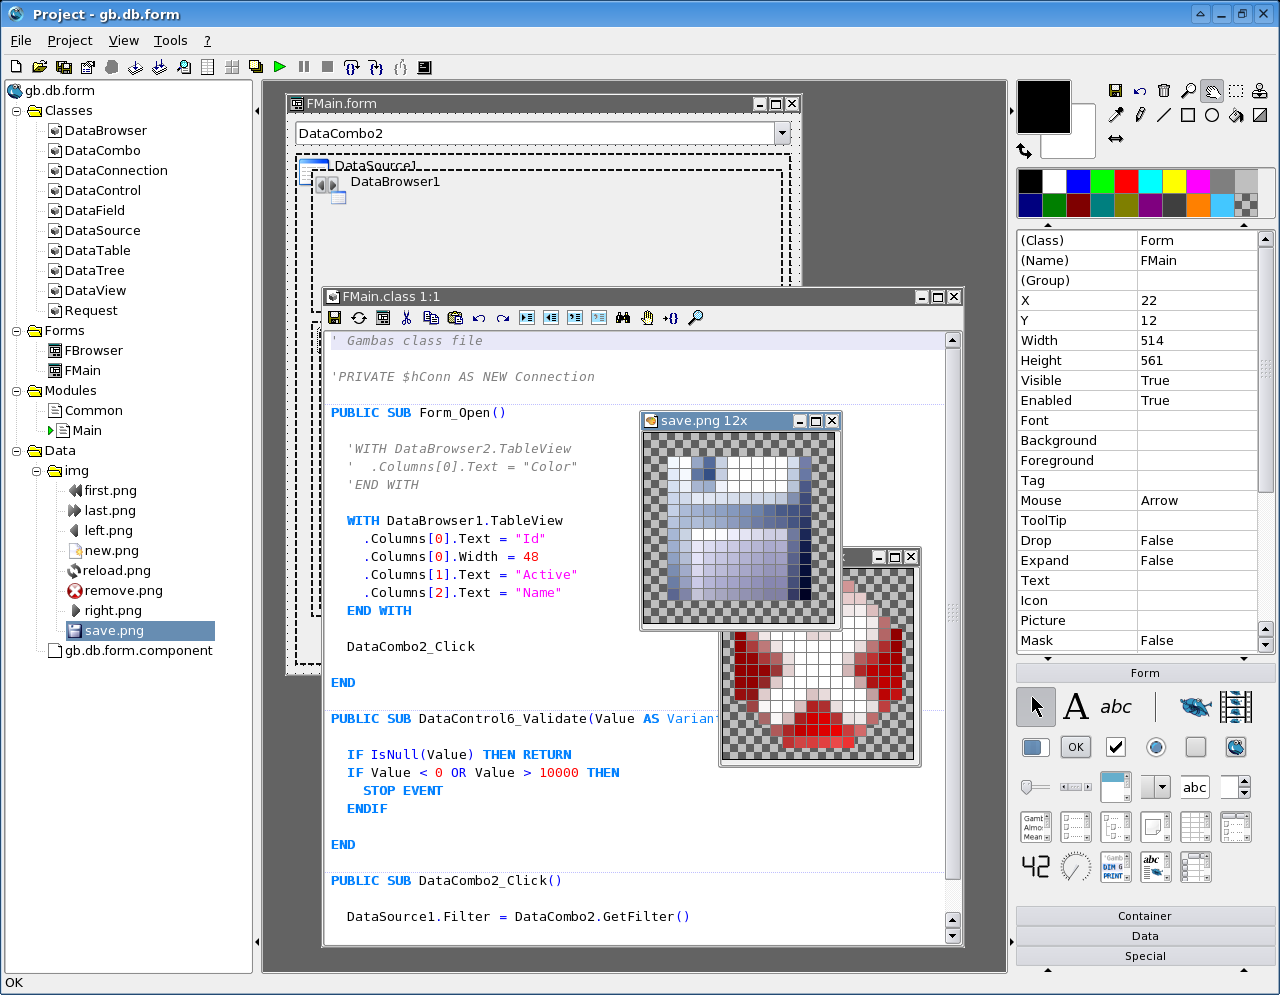 Project - gb.db.form
File Project View Tools ?
gb.db.form
Classes
DataBrowser
DataCombo
DataConnection
DataControl
DataField
DataSource
DataTable
DataTree
DataView
Request
Forms
FBrowser
FMain
Modules
Common
Main
Data
img
first.png
last.png
left.png
new.png
reload.png
remove.png
right.png
save.png
gb.db.form.component
OK
FMain.form
DataCombo2
DataSource1
DataBrowser1
FMain.class 1:1
' Gambas class file
'PRIVATE $hConn AS NEW Connection
PUBLIC SUB Form_Open()
'WITH DataBrowser2.TableView
' .Columns[0].Text = "Color"
'END WITH
WITH DataBrowser1.TableView
.Columns[0].Text = "Id"
.Columns[0].Width = 48
.Columns[1].Text = "Active"
.Columns[2].Text = "Name"
END WITH
DataCombo2_Click
END
PUBLIC SUB DataControl6_Validate(Value AS Variant
IF IsNull(Value) THEN RETURN
IF Value < 0 OR Value > 10000 THEN
STOP EVENT
ENDIF
END
PUBLIC SUB DataCombo2_Click()
DataSource1.Filter = DataCombo2.GetFilter()
save.png 12x
(Class) Form
(Name) FMain
(Group)
X 22
Y 12
Width 514
Height 561
Visible True
Enabled True
Font
Background
Foreground
Tag
Mouse Arrow
ToolTip
Drop False
Expand False
Text
Icon
Picture
Mask False
Form
A abc
OK
abc
Gamb
Almo
Mean
42
'Gamb
DIM G
PRINT
abc
Container
Data
Special